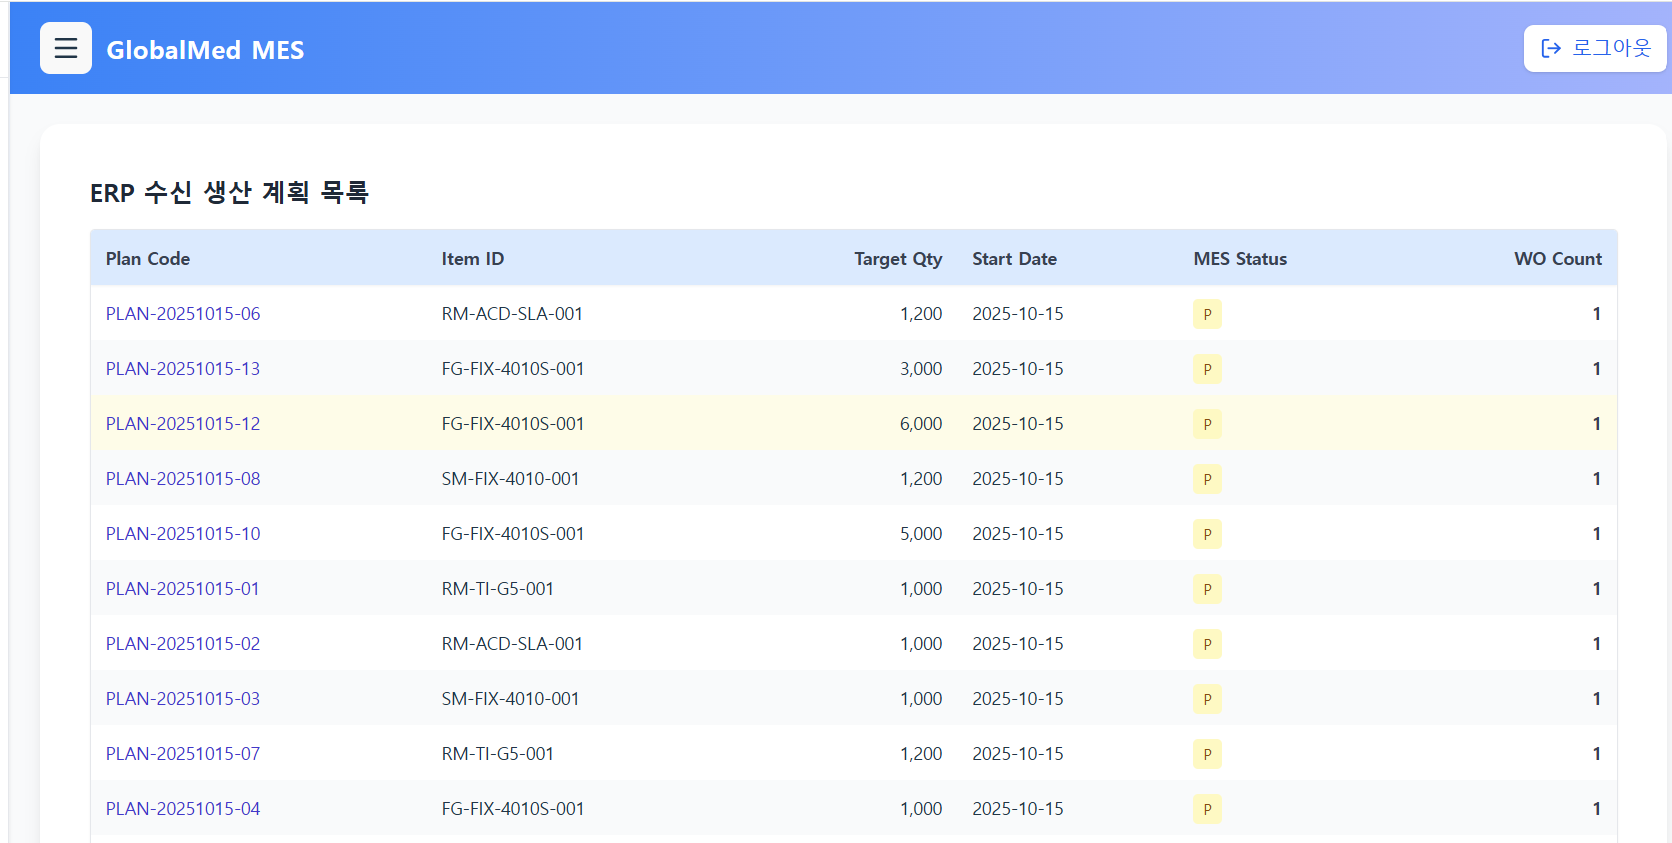 GlobalMed MES
로그아웃
ERP 수신 생산 계획 목록
Plan Code Item ID Target Qty Start Date MES Status WO Count
PLAN-20251015-06 RM-ACD-SLA-001 1,200 2025-10-15 P 1
PLAN-20251015-13 FG-FIX-4010S-001 3,000 2025-10-15 P 1
PLAN-20251015-12 FG-FIX-4010S-001 6,000 2025-10-15 P 1
PLAN-20251015-08 SM-FIX-4010-001 1,200 2025-10-15 P 1
PLAN-20251015-10 FG-FIX-4010S-001 5,000 2025-10-15 P 1
PLAN-20251015-01 RM-TI-G5-001 1,000 2025-10-15 P 1
PLAN-20251015-02 RM-ACD-SLA-001 1,000 2025-10-15 P 1
PLAN-20251015-03 SM-FIX-4010-001 1,000 2025-10-15 P 1
PLAN-20251015-07 RM-TI-G5-001 1,200 2025-10-15 P 1
PLAN-20251015-04 FG-FIX-4010S-001 1,000 2025-10-15 P 1